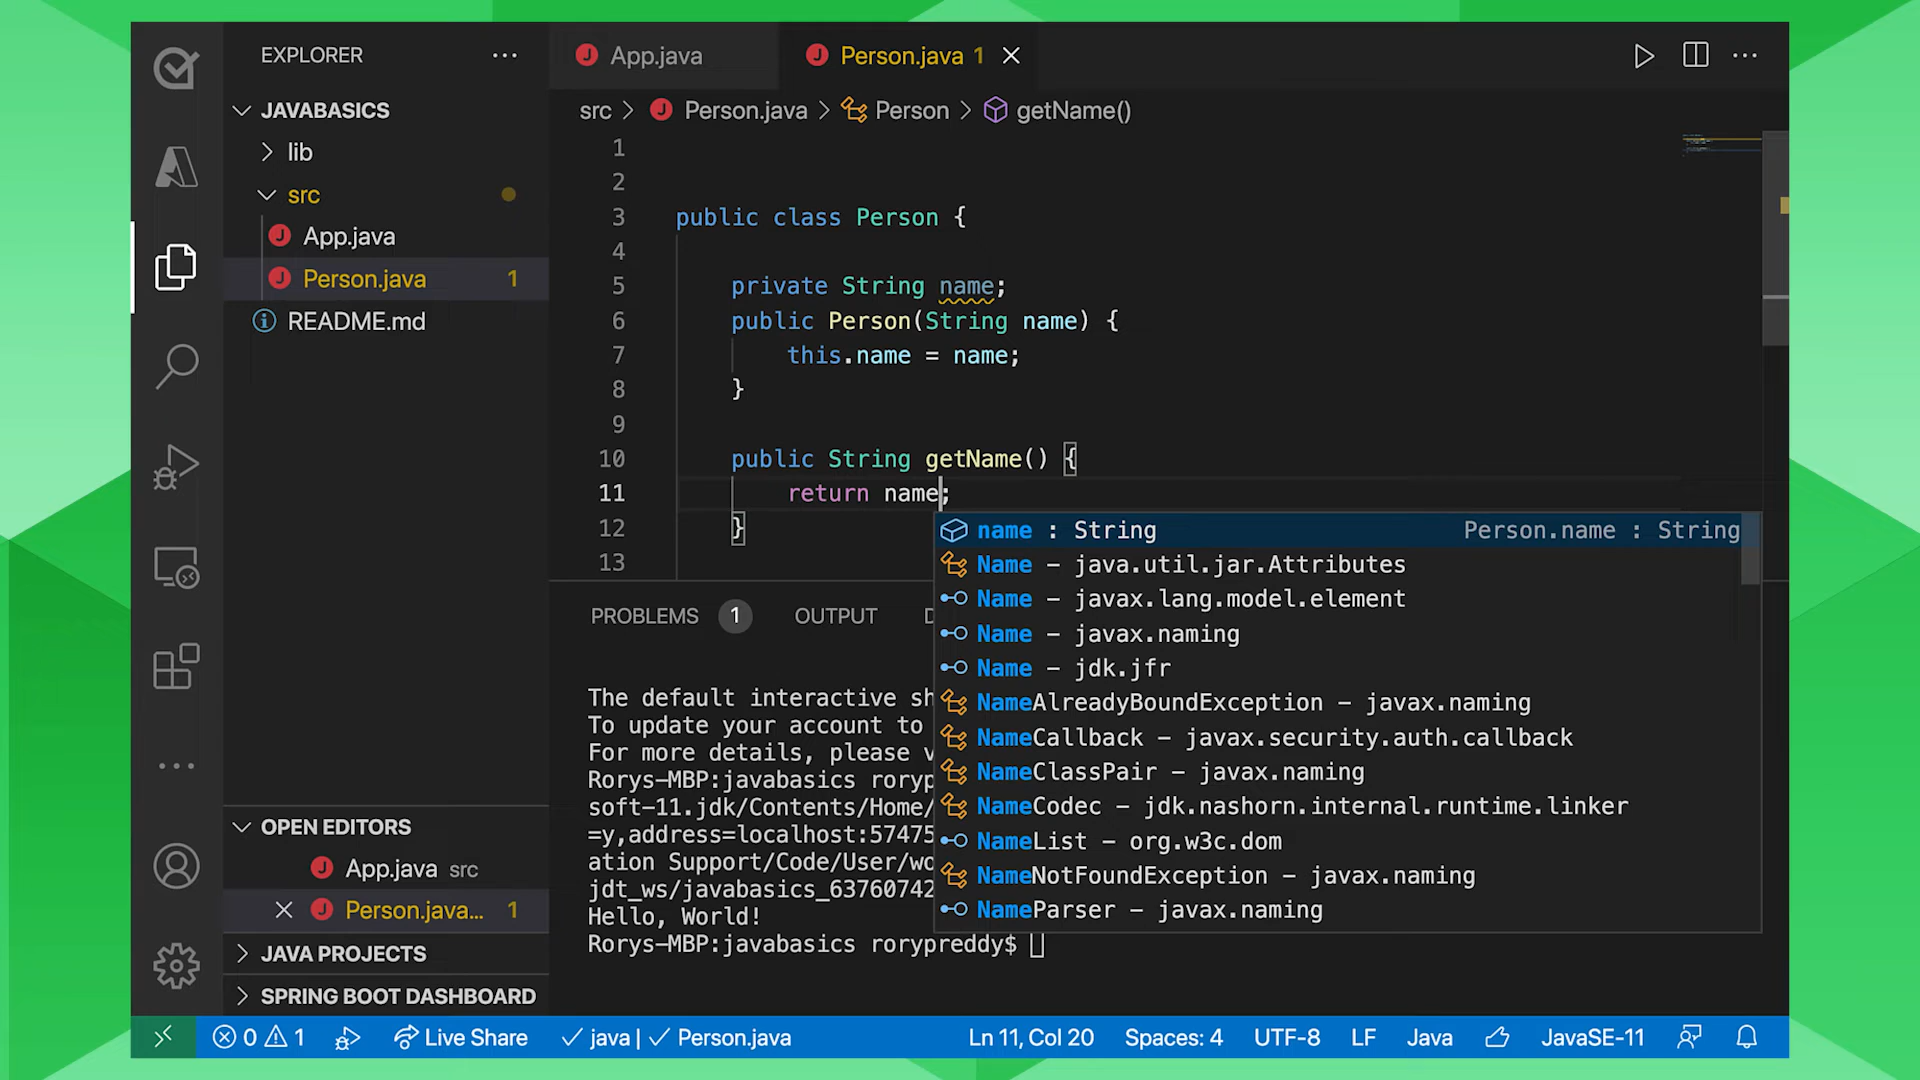 EXPLORER
JAVABASICS
lib
src
App.java
Person.java 1
README.md
OPEN EDITORS
App.java src
Person.java... 1
JAVA PROJECTS
SPRING BOOT DASHBOARD
App.java
Person.java 1
src > Person.java > Person > getName()
1
2
3 public class Person {
4
5 private String name;
6 public Person(String name) {
7 this.name = name;
8 }
9
10 public String getName() {
11 return name;
12 }
13
name : String Person.name : String
Name – java.util.jar.Attributes
Name – javax.lang.model.element
Name – javax.naming
Name – jdk.jfr
NameAlreadyBoundException – javax.naming
NameCallback – javax.security.auth.callback
NameClassPair – javax.naming
NameCodec – jdk.nashorn.internal.runtime.linker
NameList – org.w3c.dom
NameNotFoundException – javax.naming
NameParser – javax.naming
PROBLEMS 1 OUTPUT
The default interactive sh
To update your account to
For more details, please v
Rorys-MBP:javabasics roryp
soft-11.jdk/Contents/Home/
=y,address=localhost:57475
ation Support/Code/User/wo
jdt_ws/javabasics_63760742
Hello, World!
Rorys-MBP:javabasics rorypreddy$
0 1 Live Share java | Person.java Ln 11, Col 20 Spaces: 4 UTF-8 LF Java JavaSE-11